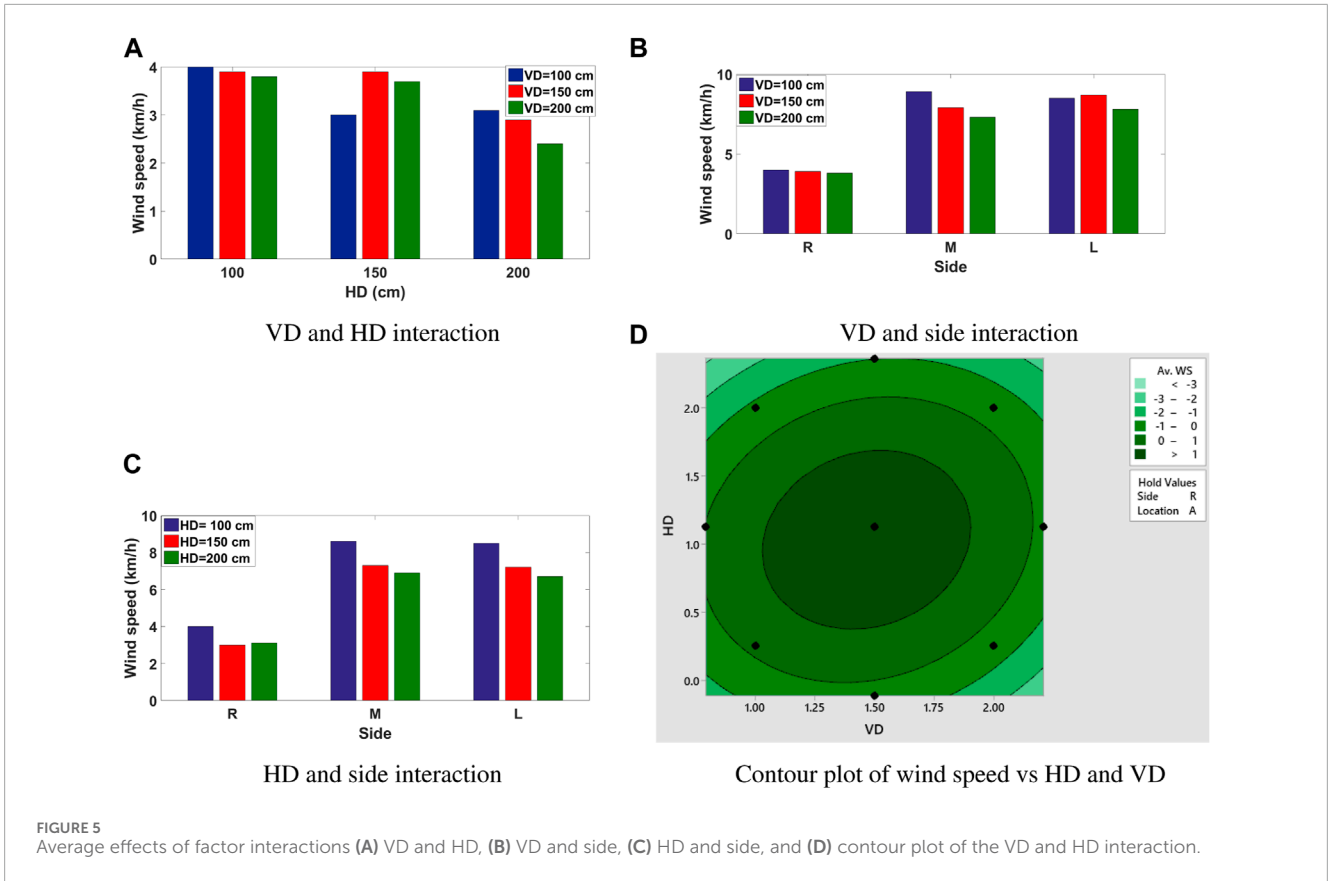 A
Wind speed (km/h)
4
3
2
1
0
VD=100 cm
VD=150 cm
VD=200 cm
100 150 200
HD (cm)
VD and HD interaction
B
Wind speed (km/h)
10
5
0
VD=100 cm
VD=150 cm
VD=200 cm
R M L
Side
VD and side interaction
C
Wind speed (km/h)
10
8
6
4
2
0
HD= 100 cm
HD=150 cm
HD=200 cm
R M L
Side
HD and side interaction
D
HD
2.0
1.5
1.0
0.5
0.0
1.00 1.25 1.50 1.75 2.00
VD
Av. WS
< -3
-3 – -2
-2 – -1
-1 – 0
0 – 1
> 1
Hold Values
Side R
Location A
Contour plot of wind speed vs HD and VD
FIGURE 5
Average effects of factor interactions (A) VD and HD, (B) VD and side, (C) HD and side, and (D) contour plot of the VD and HD interaction.